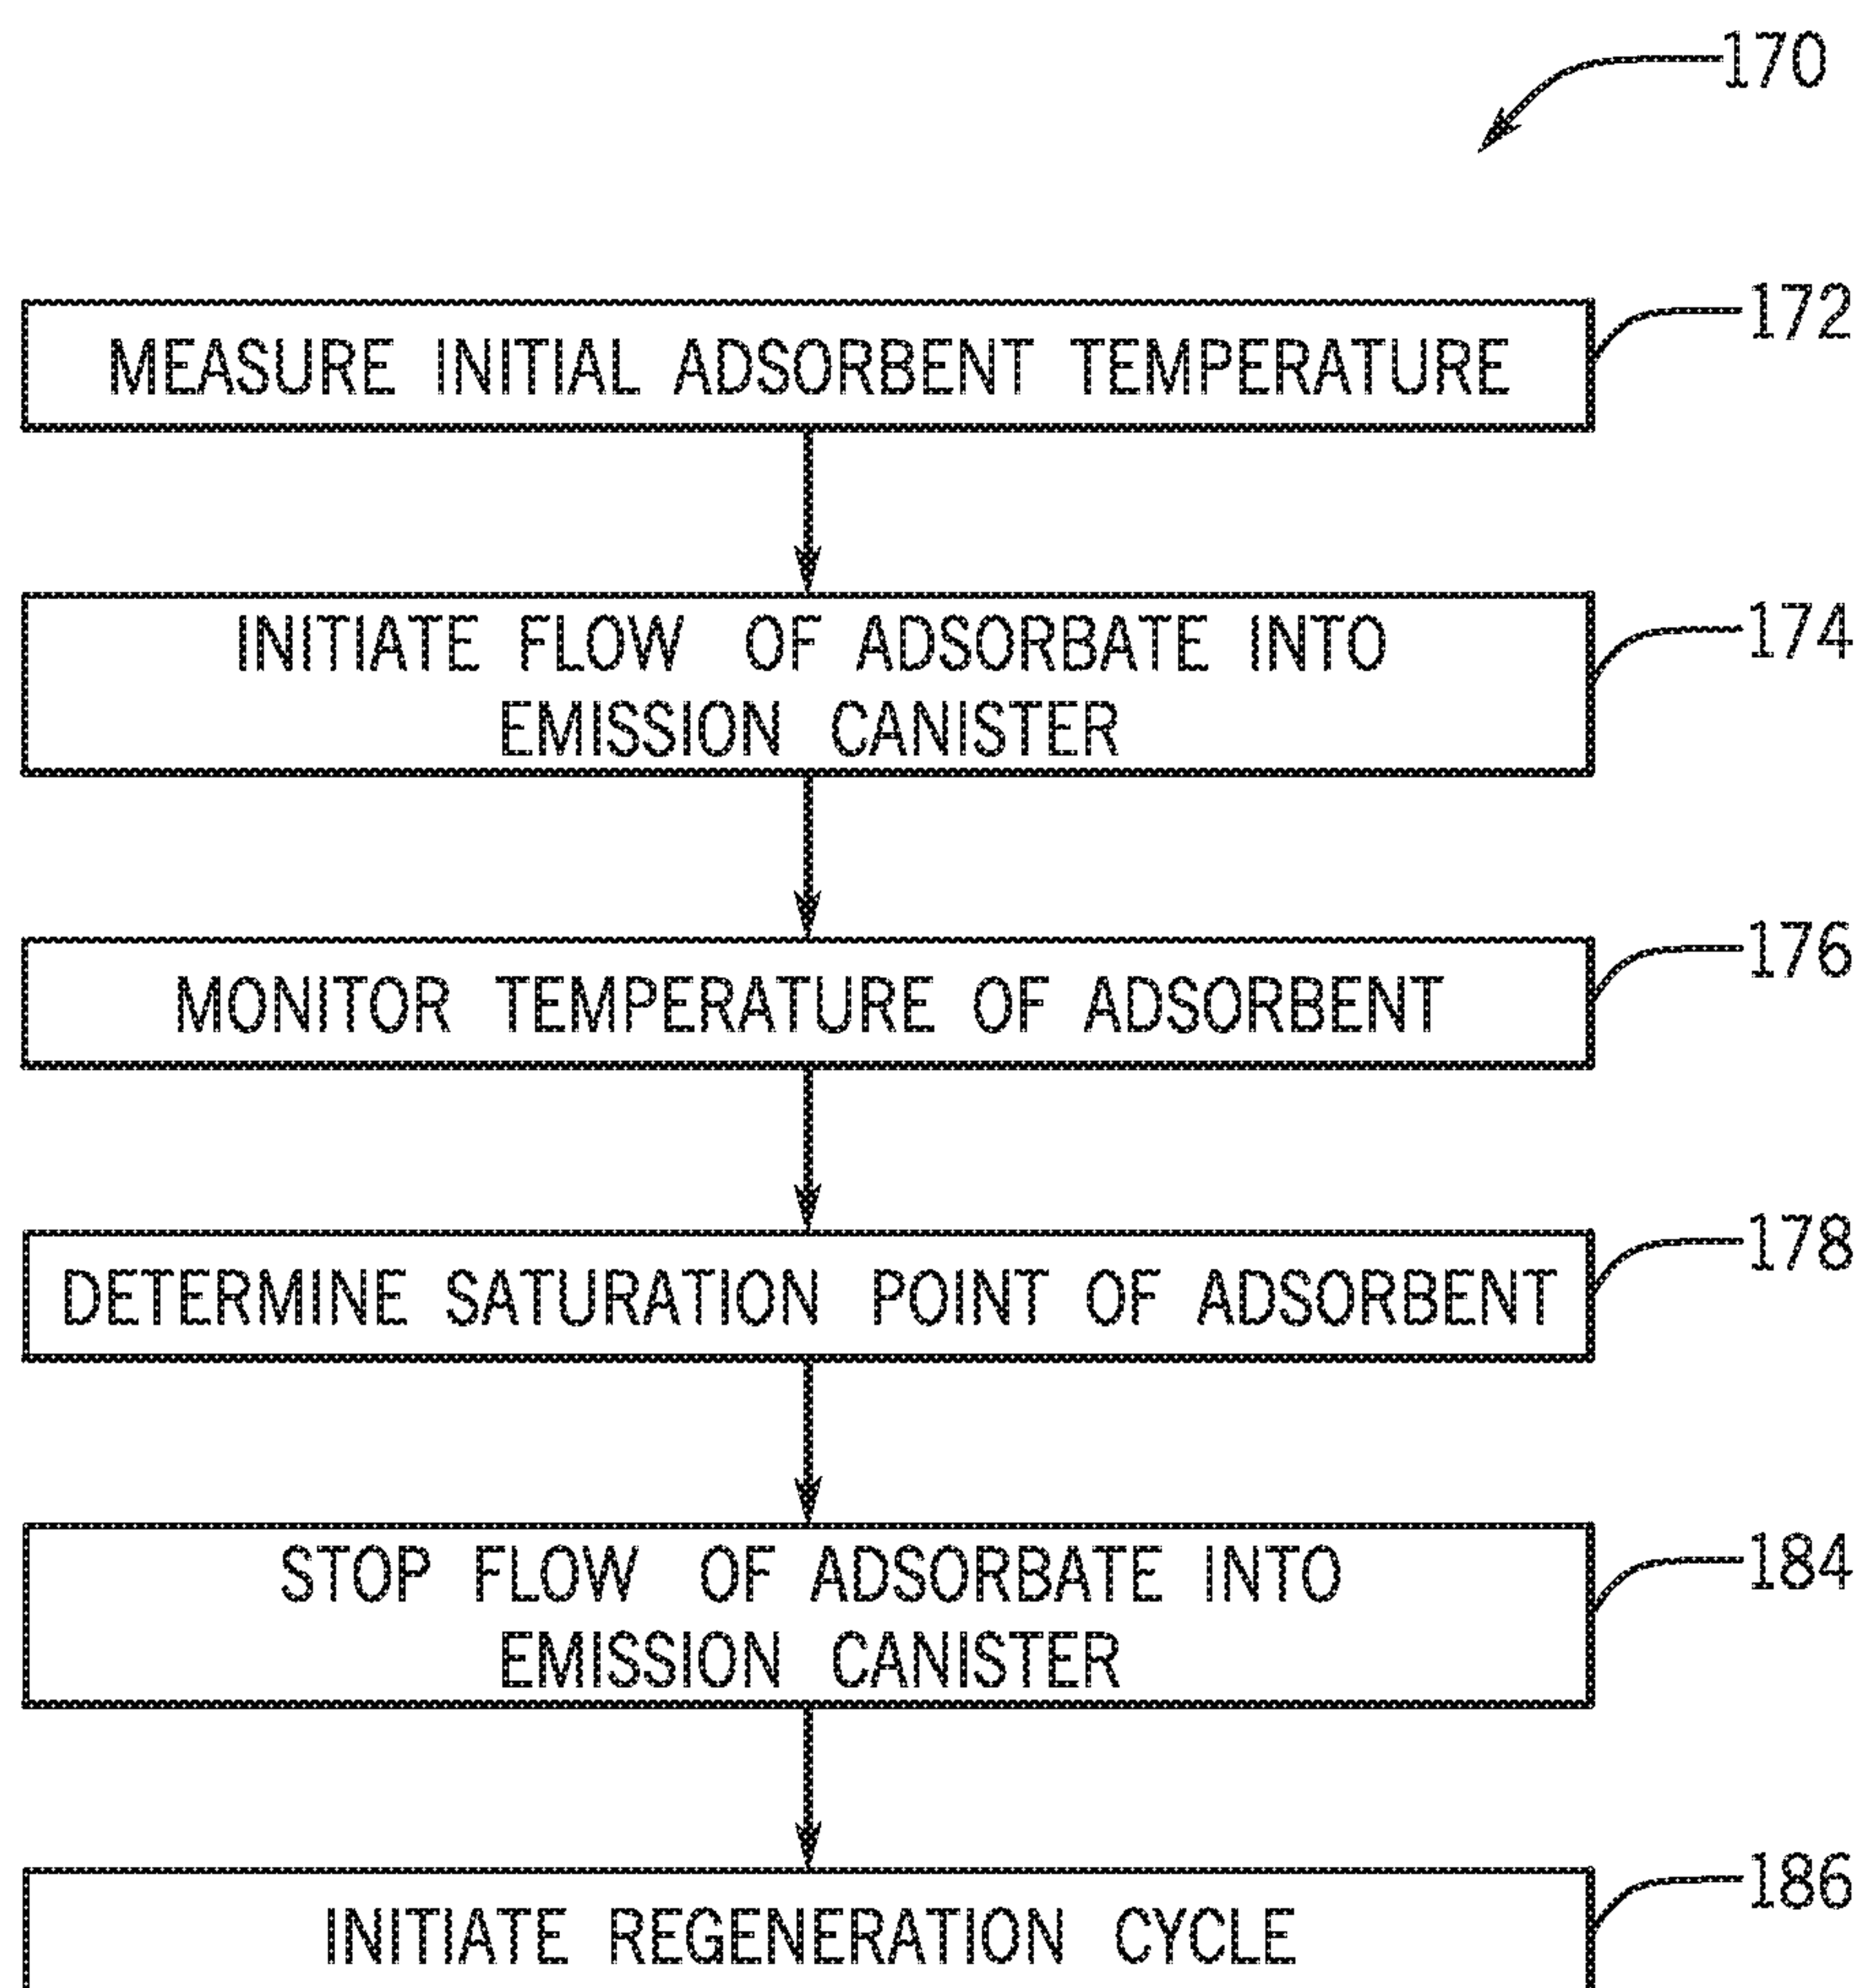 170
MEASURE INITIAL ADSORBENT TEMPERATURE
172
INITIATE FLOW OF ADSORBATE INTO
EMISSION CANISTER
174
MONITOR TEMPERATURE OF ADSORBENT
176
DETERMINE SATURATION POINT OF ADSORBENT
178
STOP FLOW OF ADSORBATE INTO
EMISSION CANISTER
184
INITIATE REGENERATION CYCLE
186